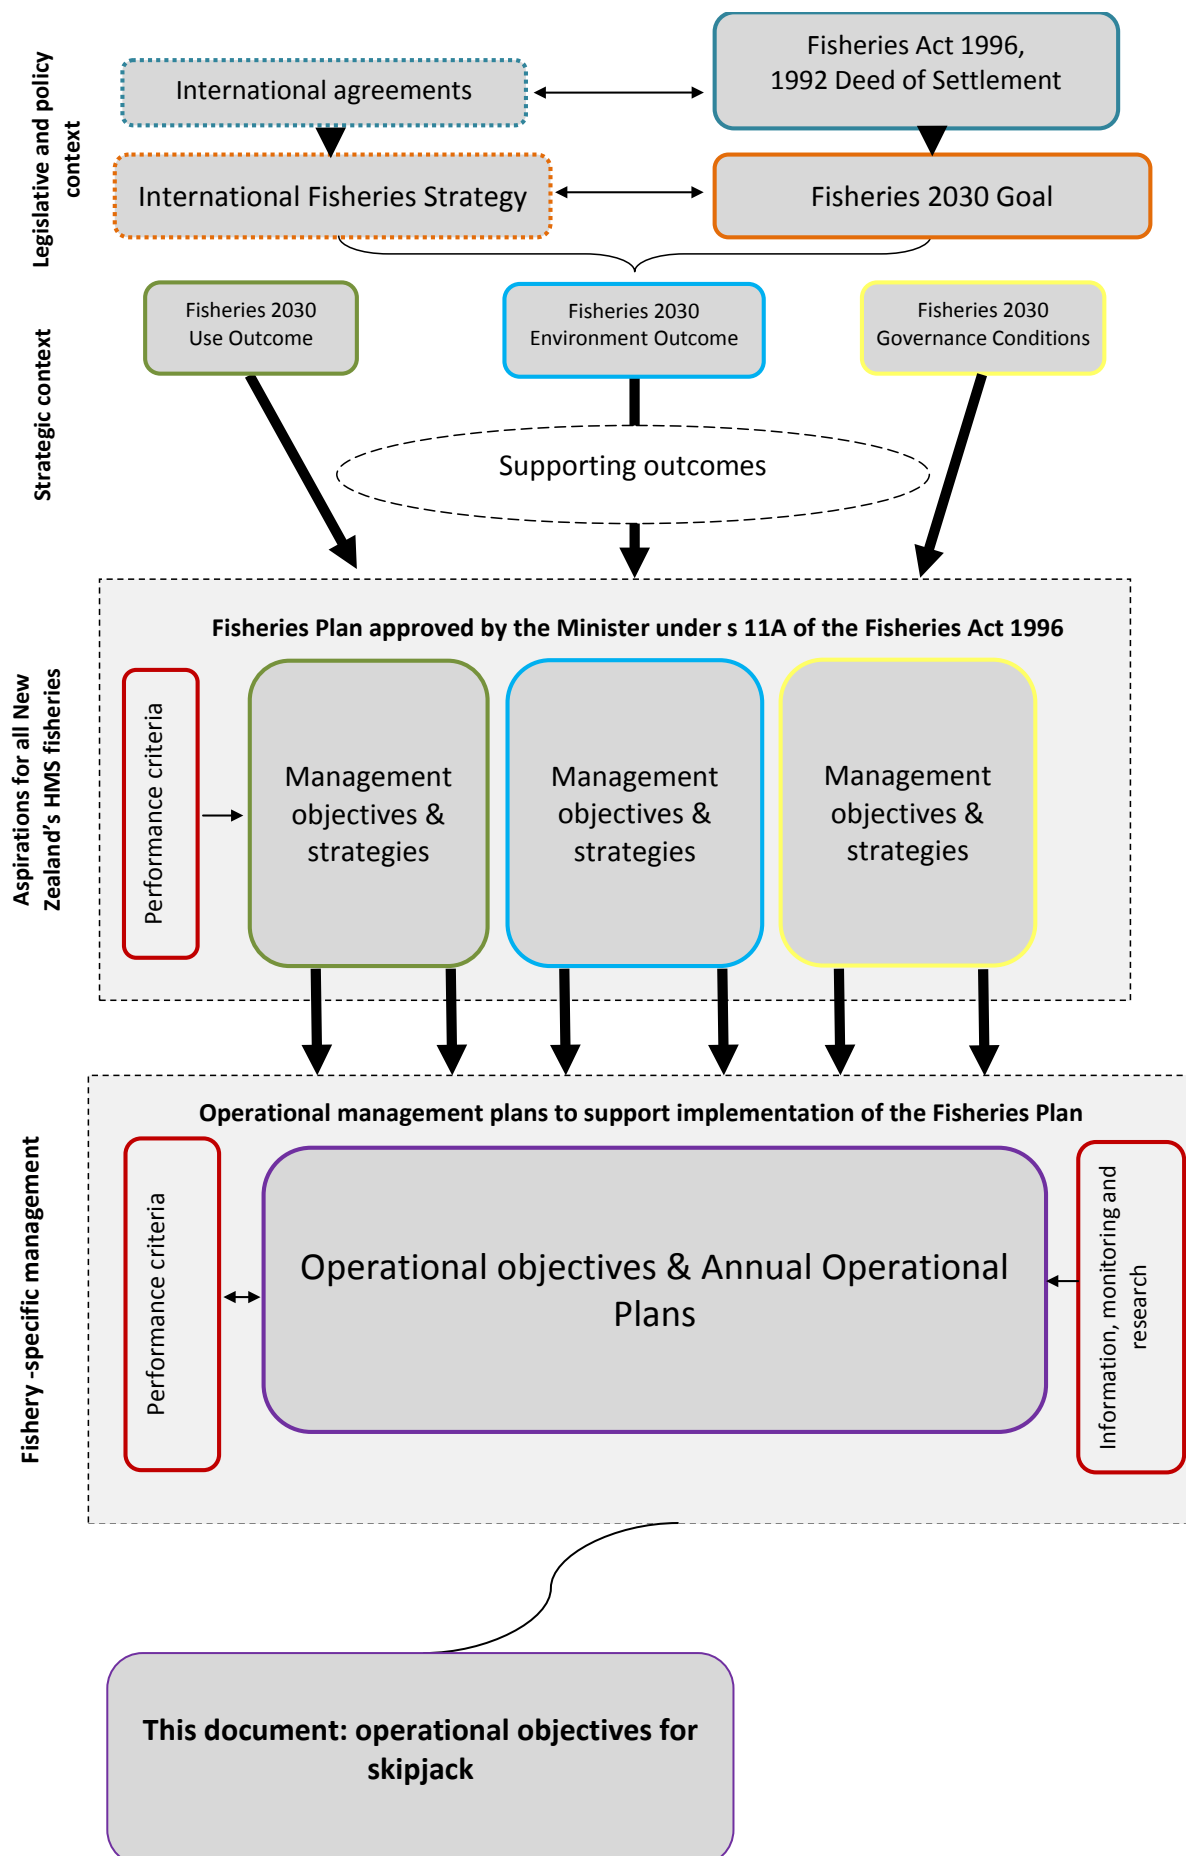 Legislative and policy
context
International agreements
Fisheries Act 1996,
1992 Deed of Settlement
International Fisheries Strategy
Fisheries 2030 Goal
Strategic context
Fisheries 2030
Use Outcome
Fisheries 2030
Environment Outcome
Fisheries 2030
Governance Conditions
Supporting outcomes
Aspirations for all New
Zealand's HMS fisheries
Fisheries Plan approved by the Minister under s 11A of the Fisheries Act 1996
Performance criteria
Management
objectives &
strategies
Management
objectives &
strategies
Management
objectives &
strategies
Fishery -specific management
Operational management plans to support implementation of the Fisheries Plan
Performance criteria
Operational objectives & Annual Operational
Plans
Information, monitoring and
research
This document: operational objectives for
skipjack